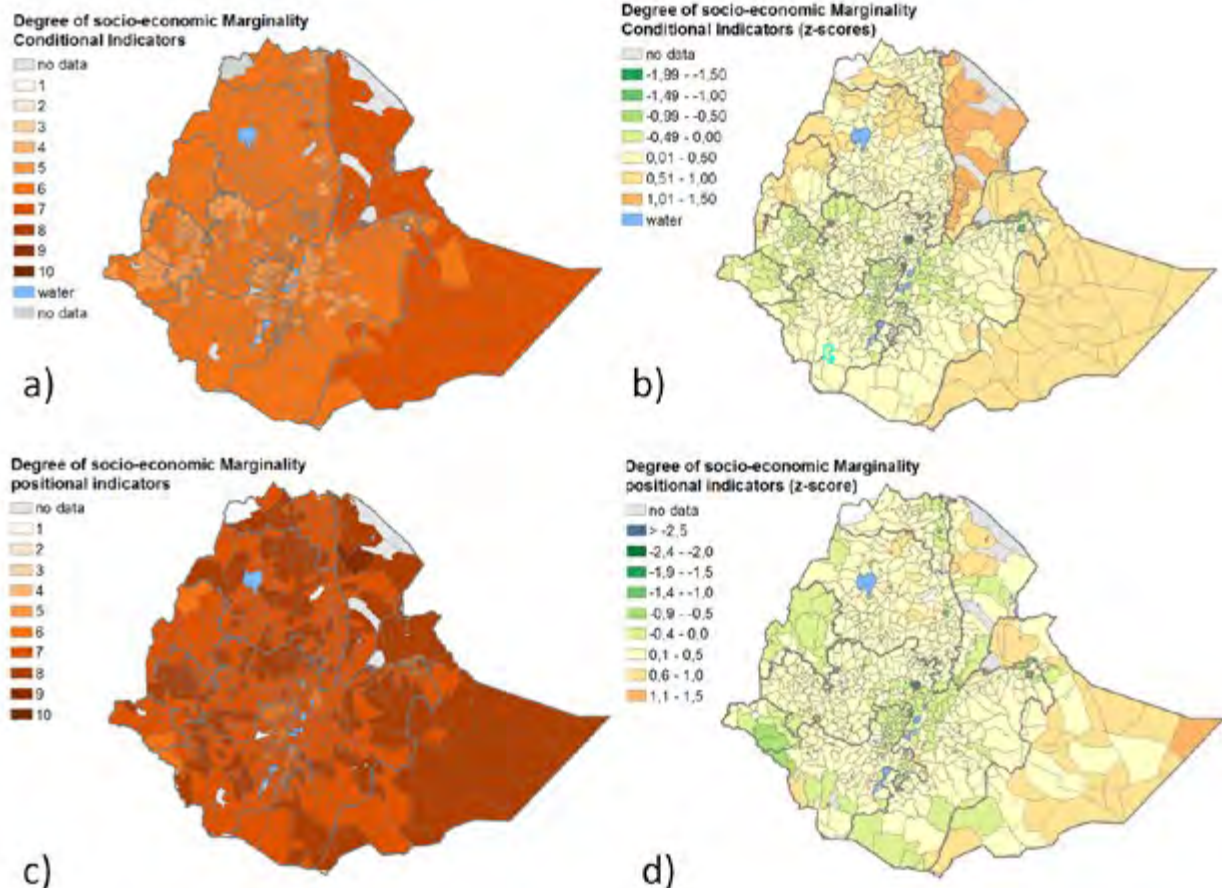 Degree of socio-economic Marginality
Conditional Indicators
no data
1
2
3
4
5
6
7
8
9
10
water
no data
a)
Degree of socio-economic Marginality
Conditional Indicators (z-scores)
no data
-1,99 - -1,50
-1,49 - -1,00
-0,99 - -0,50
-0,49 - 0,00
0,01 - 0,50
0,51 - 1,00
1,01 - 1,50
water
b)
Degree of socio-economic Marginality
positional indicators
no data
1
2
3
4
5
6
7
8
9
10
c)
Degree of socio-economic Marginality
positional indicators (z-score)
no data
> -2,5
-2,4 - -2,0
-1,9 - -1,5
-1,4 - -1,0
-0,9 - -0,5
-0,4 - 0,0
0,1 - 0,5
0,6 - 1,0
1,1 - 1,5
d)